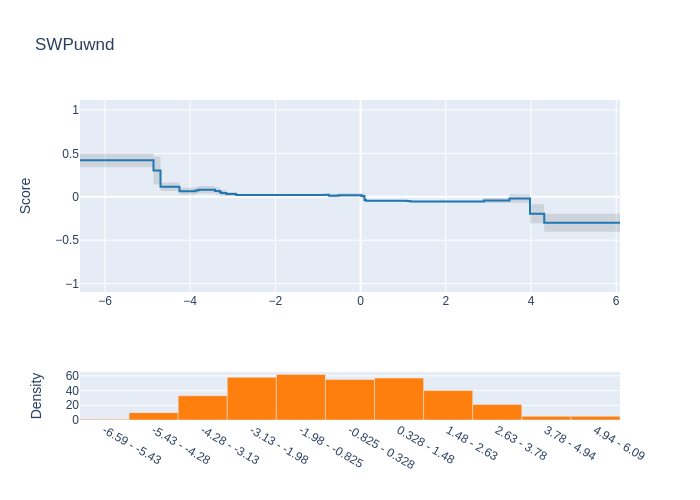 SWPuwnd
1
0.5
0
−0.5
−1
Score
−6
−4
−2
0
2
4
6
60
40
20
0
Density
-6.59 - -5.43
-5.43 - -4.28
-4.28 - -3.13
-3.13 - -1.98
-1.98 - -0.825
-0.825 - 0.328
0.328 - 1.48
1.48 - 2.63
2.63 - 3.78
3.78 - 4.94
4.94 - 6.09